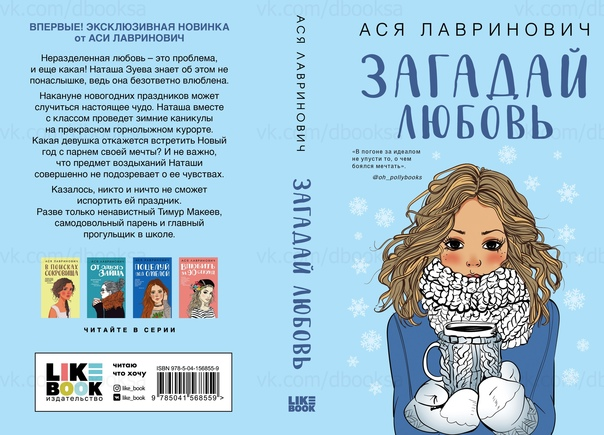 ВПЕРВЫЕ! ЭКСКЛЮЗИВНАЯ НОВИНКА
от АСИ ЛАВРИНОВИЧ
Неразделенная любовь – это проблема,
и еще какая! Наташа Зуева знает об этом не
понаслышке, ведь она безответно влюблена.
Накануне новогодних праздников может
случиться настоящее чудо. Наташа вместе
с классом проведет зимние каникулы
на прекрасном горнолыжном курорте.
Какая девушка откажется встретить Новый
год с парнем своей мечты? И не важно,
что предмет воздыханий Наташи
совершенно не подозревает о ее чувствах.
Казалось, никто и ничто не сможет
испортить ей праздник.
Разве только ненавистный Тимур Макеев,
самодовольный парень и главный
прогульщик в школе.
В ПОИСКАХ
СОКРОВИЩА
ЧИТАЙТЕ В СЕРИИ
LIKE
BOOK
издательство
читаю
что хочу
like_book
like_book
ISBN 978-5-04-156855-9
9 785041 568559 >
АСЯ ЛАВРИНОВИЧ
ЗАГАДАЙ ЛЮБОВЬ
LIKE
BOOK
АСЯ ЛАВРИНОВИЧ
ЗАГАДАЙ
ЛЮБОВЬ
«В погоне за идеалом
не упусти то, о чем
боялся мечтать».
@oh_pollybooks
vk.com/dbooksa